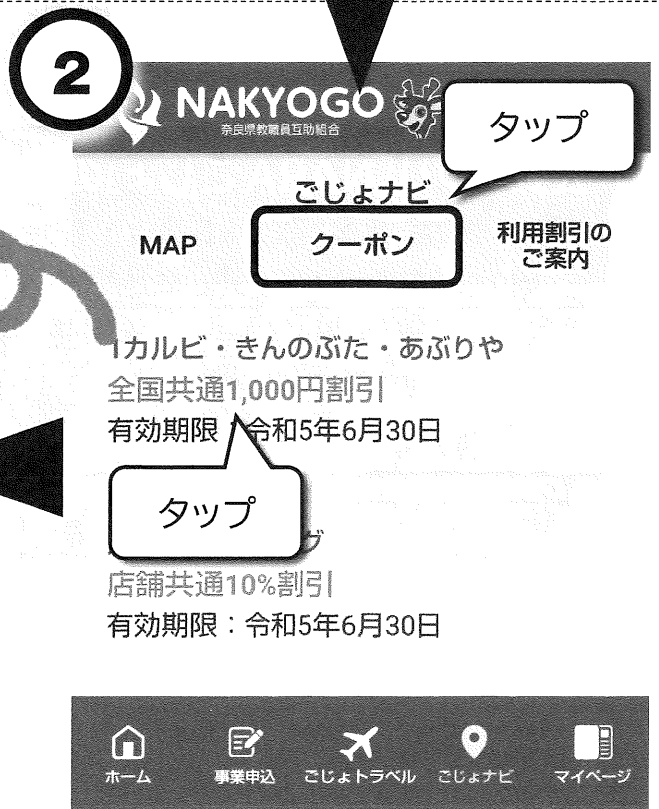 2
NAKYOGO
奈良県教職員互助組合
タップ
ごじょナビ
MAP
クーポン
利用割引の
ご案内
1カルビ・きんのぶた・あぶりや
全国共通1,000円割引
有効期限：令和5年6月30日
タップ
グ
店舗共通10%割引
有効期限：令和5年6月30日
ホーム
事業申込
ごじょトラベル
ごじょナビ
マイページ